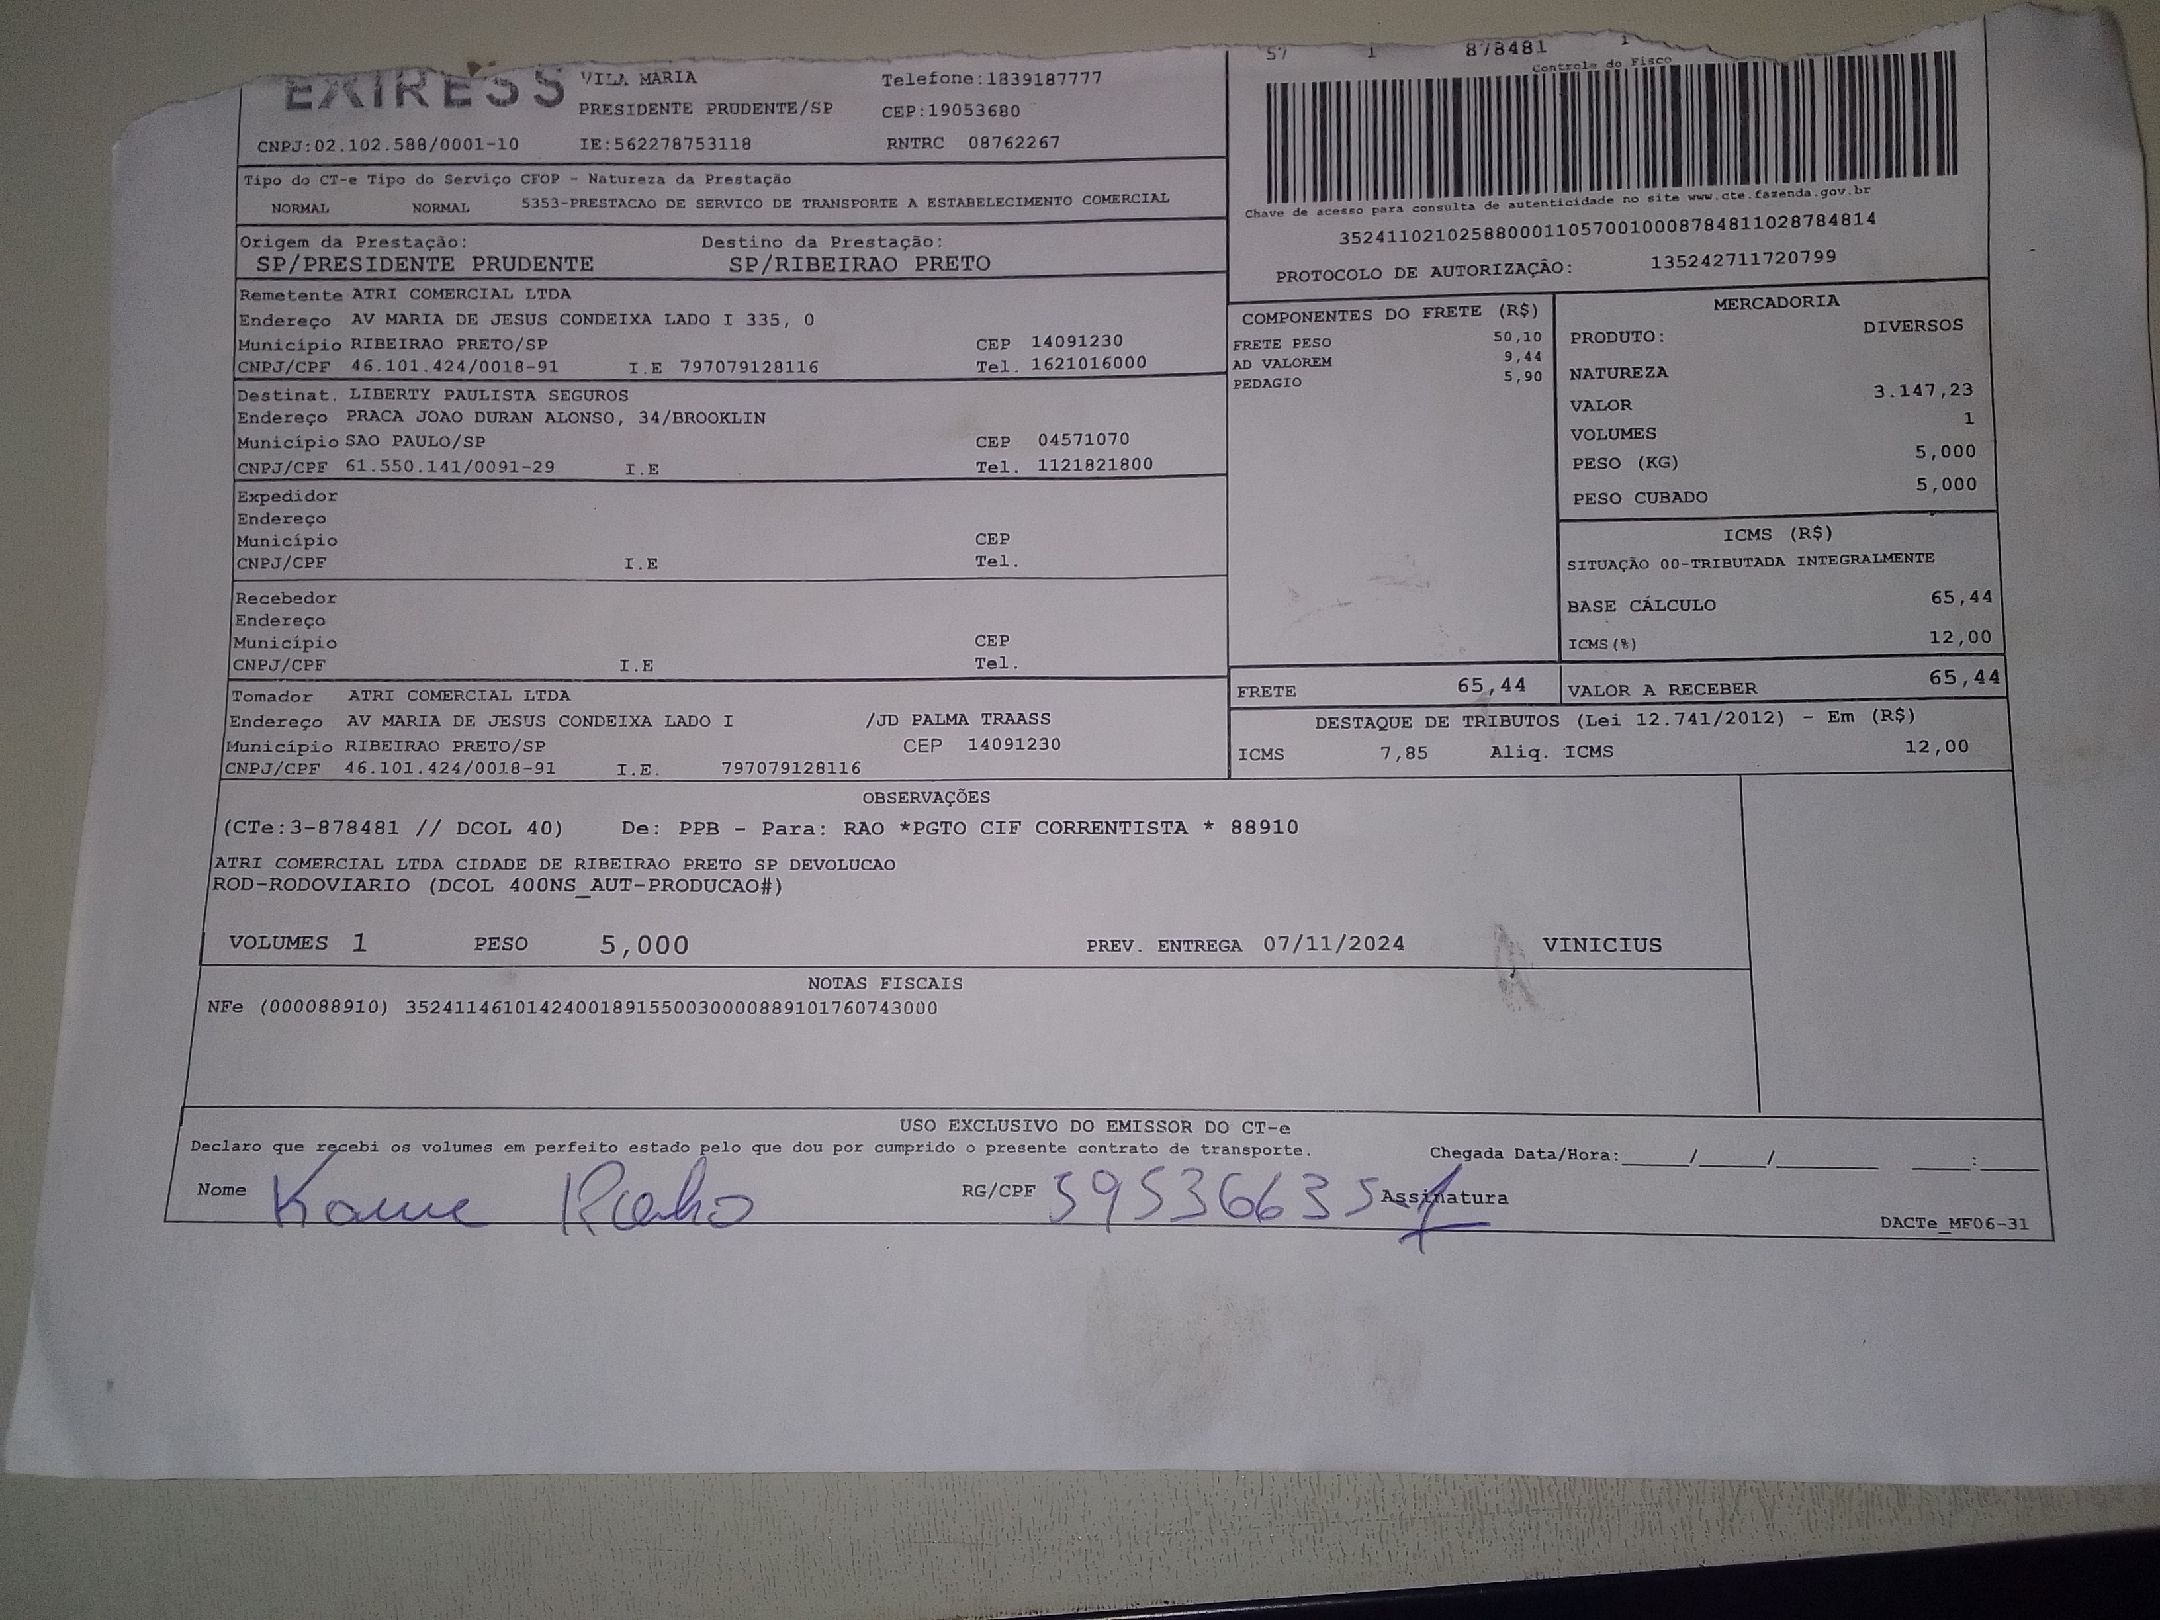 57 1 878481 1
EXPRESS VILA MARIA Telefone:1839187777
PRESIDENTE PRUDENTE/SP CEP:19053680
CNPJ:02.102.588/0001-10 IE:562278753118 RNTRC 08762267
Controle do Fisco
Chave de acesso para consulta de autenticidade no site www.cte.fazenda.gov.br
35241102102588000110570010008784811028784814
PROTOCOLO DE AUTORIZAÇÃO: 135242711720799
Tipo do CT-e Tipo do Serviço CFOP - Natureza da Prestação
NORMAL NORMAL 5353-PRESTACAO DE SERVICO DE TRANSPORTE A ESTABELECIMENTO COMERCIAL
Origem da Prestação: Destino da Prestação:
SP/PRESIDENTE PRUDENTE SP/RIBEIRAO PRETO
Remetente ATRI COMERCIAL LTDA
Endereço AV MARIA DE JESUS CONDEIXA LADO I 335, 0
Município RIBEIRAO PRETO/SP CEP 14091230
CNPJ/CPF 46.101.424/0018-91 I.E 797079128116 Tel. 1621016000
Destinat. LIBERTY PAULISTA SEGUROS
Endereço PRACA JOAO DURAN ALONSO, 34/BROOKLIN
Município SAO PAULO/SP CEP 04571070
CNPJ/CPF 61.550.141/0091-29 I.E Tel. 1121821800
Expedidor
Endereço
Município CEP
CNPJ/CPF I.E Tel.
Recebedor
Endereço
Município CEP
CNPJ/CPF I.E Tel.
Tomador ATRI COMERCIAL LTDA
Endereço AV MARIA DE JESUS CONDEIXA LADO I /JD PALMA TRAASS
Município RIBEIRAO PRETO/SP CEP 14091230
CNPJ/CPF 46.101.424/0018-91 I.E. 797079128116
COMPONENTES DO FRETE (R$)
FRETE PESO 50,10
AD VALOREM 9,44
PEDAGIO 5,90
MERCADORIA
PRODUTO: DIVERSOS
NATUREZA
VALOR 3.147,23
VOLUMES 1
PESO (KG) 5,000
PESO CUBADO 5,000
ICMS (R$)
SITUAÇÃO 00-TRIBUTADA INTEGRALMENTE
BASE CÁLCULO 65,44
ICMS(%) 12,00
FRETE 65,44 VALOR A RECEBER 65,44
DESTAQUE DE TRIBUTOS (Lei 12.741/2012) - Em (R$)
ICMS 7,85 Aliq. ICMS 12,00
OBSERVAÇÕES
(CTe:3-878481 // DCOL 40) De: PPB - Para: RAO *PGTO CIF CORRENTISTA * 88910
ATRI COMERCIAL LTDA CIDADE DE RIBEIRAO PRETO SP DEVOLUCAO
ROD-RODOVIARIO (DCOL 400NS_AUT-PRODUCAO#)
VOLUMES 1 PESO 5,000 PREV. ENTREGA 07/11/2024 VINICIUS
NOTAS FISCAIS
NFe (000088910) 35241146101424001891550030000889101760743000
USO EXCLUSIVO DO EMISSOR DO CT-e
Declaro que recebi os volumes em perfeito estado pelo que dou por cumprido o presente contrato de transporte. Chegada Data/Hora:_____/_____/________ ____:____
Nome RG/CPF Assinatura
DACTe_MF06-31